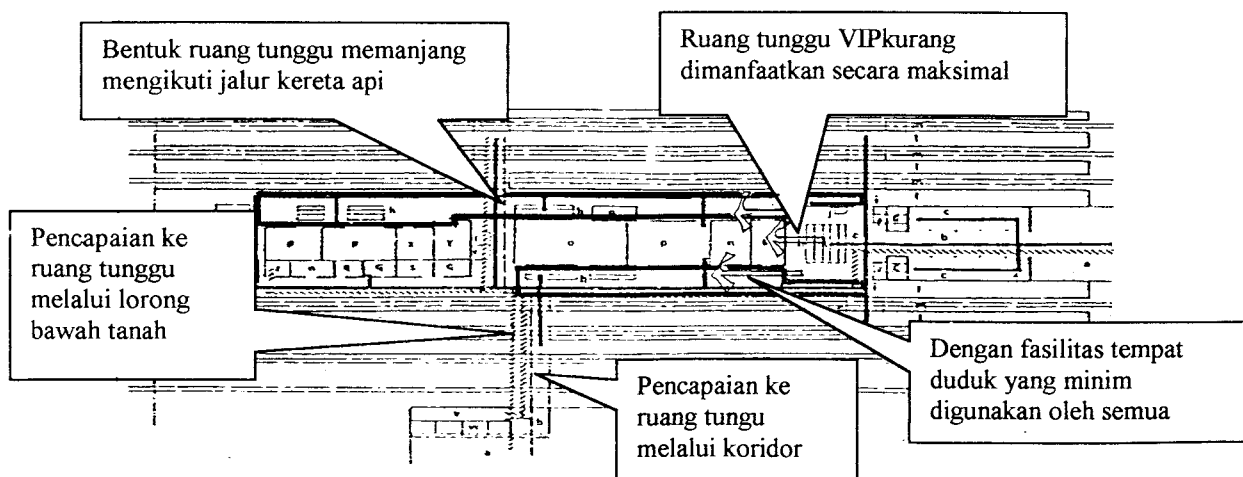 Bentuk ruang tunggu memanjang
mengikuti jalur kereta api
Ruang tunggu VIPkurang
dimanfaatkan secara maksimal
Pencapaian ke
ruang tunggu
melalui lorong
bawah tanah
Pencapaian ke
ruang tungu
melalui koridor
Dengan fasilitas tempat
duduk yang minim
digunakan oleh semua